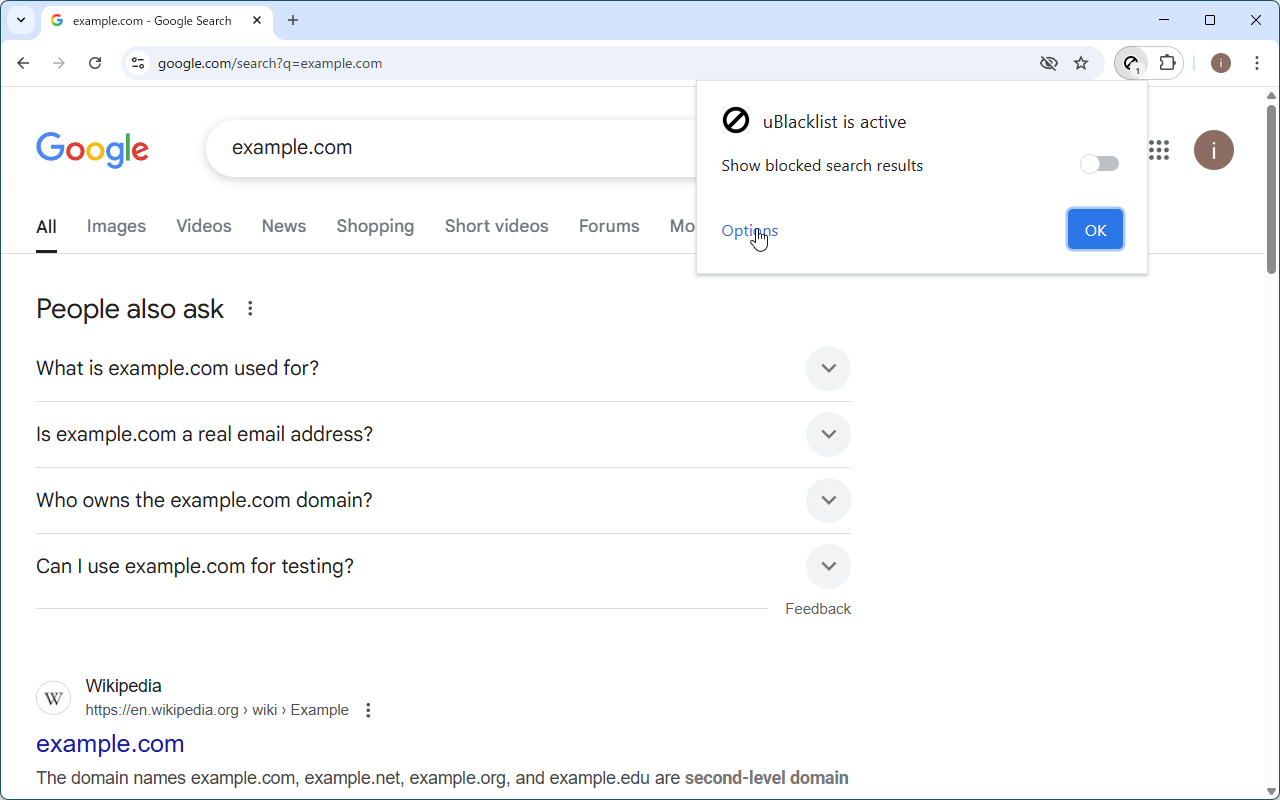 example.com - Google Search
google.com/search?q=example.com
1
i
uBlacklist is active
Show blocked search results
Options
OK
Google
example.com
i
All
Images
Videos
News
Shopping
Short videos
Forums
Mo
People also ask
What is example.com used for?
Is example.com a real email address?
Who owns the example.com domain?
Can I use example.com for testing?
Feedback
W
Wikipedia
https://en.wikipedia.org › wiki › Example
example.com
The domain names example.com, example.net, example.org, and example.edu are second-level domain